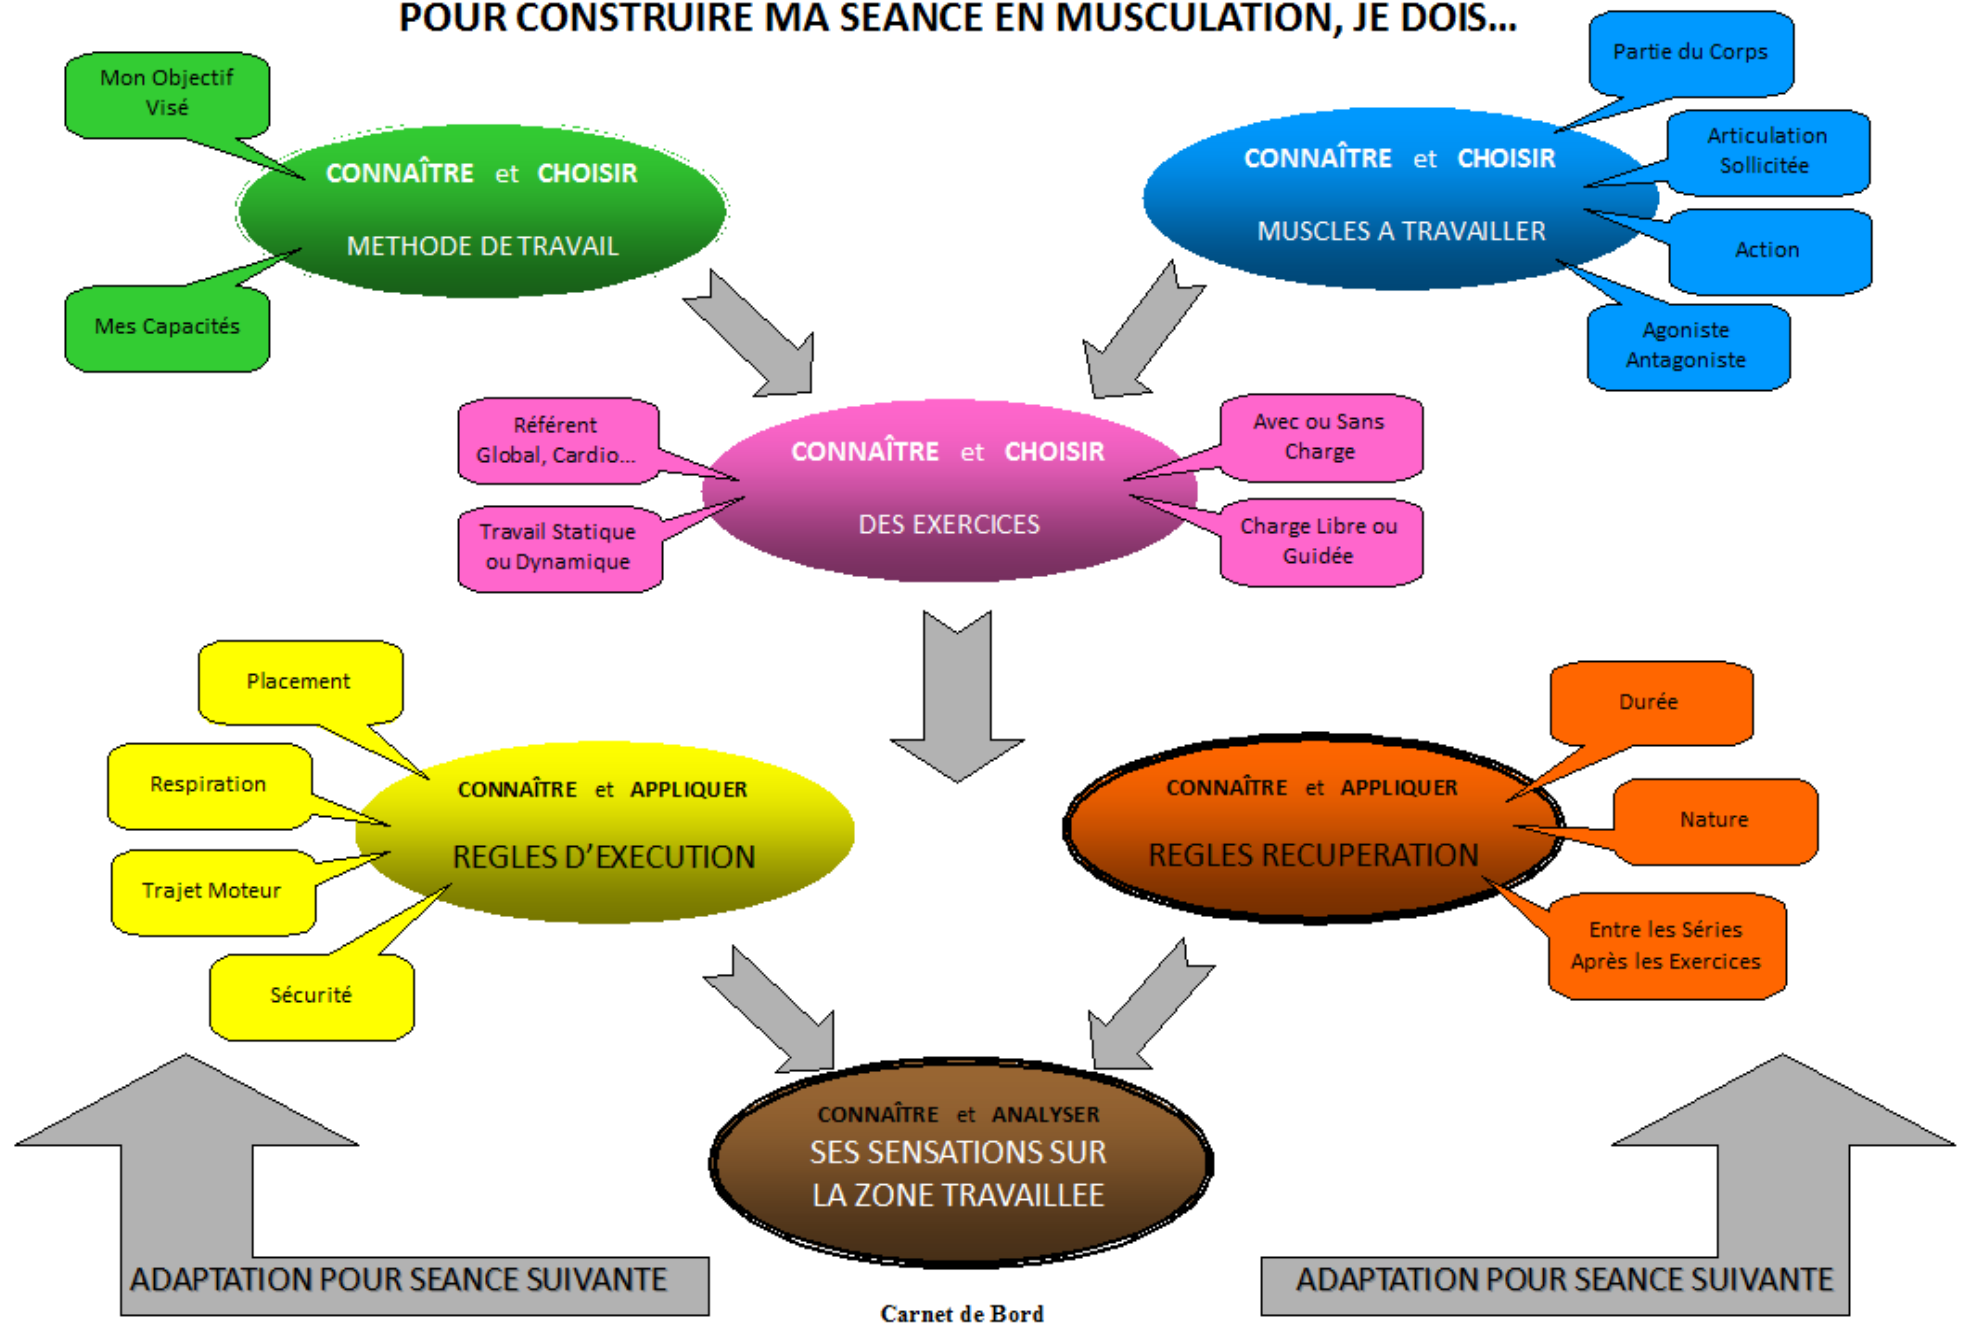 POUR CONSTRUIRE MA SEANCE EN MUSCULATION, JE DOIS...
Mon Objectif
Visé
CONNAÎTRE et CHOISIR
METHODE DE TRAVAIL
Mes Capacités
Partie du Corps
Articulation
Sollicitée
CONNAÎTRE et CHOISIR
MUSCLES A TRAVAILLER
Action
Agoniste
Antagoniste
Référent
Global, Cardio...
Travail Statique
ou Dynamique
CONNAÎTRE et CHOISIR
DES EXERCICES
Avec ou Sans
Charge
Charge Libre ou
Guidée
Placement
Respiration
Trajet Moteur
Sécurité
CONNAÎTRE et APPLIQUER
REGLES D’EXECUTION
CONNAÎTRE et APPLIQUER
REGLES RECUPERATION
Durée
Nature
Entre les Séries
Après les Exercices
CONNAÎTRE et ANALYSER
SES SENSATIONS SUR
LA ZONE TRAVAILLEE
ADAPTATION POUR SEANCE SUIVANTE
ADAPTATION POUR SEANCE SUIVANTE
Carnet de Bord